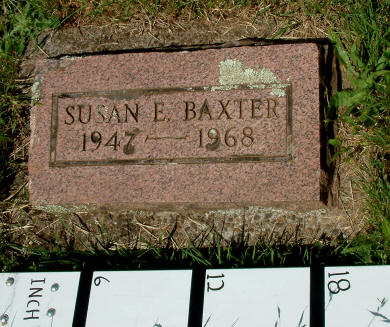 SUSAN E. BAXTER
1947 — 1968
INCH 6 12 18